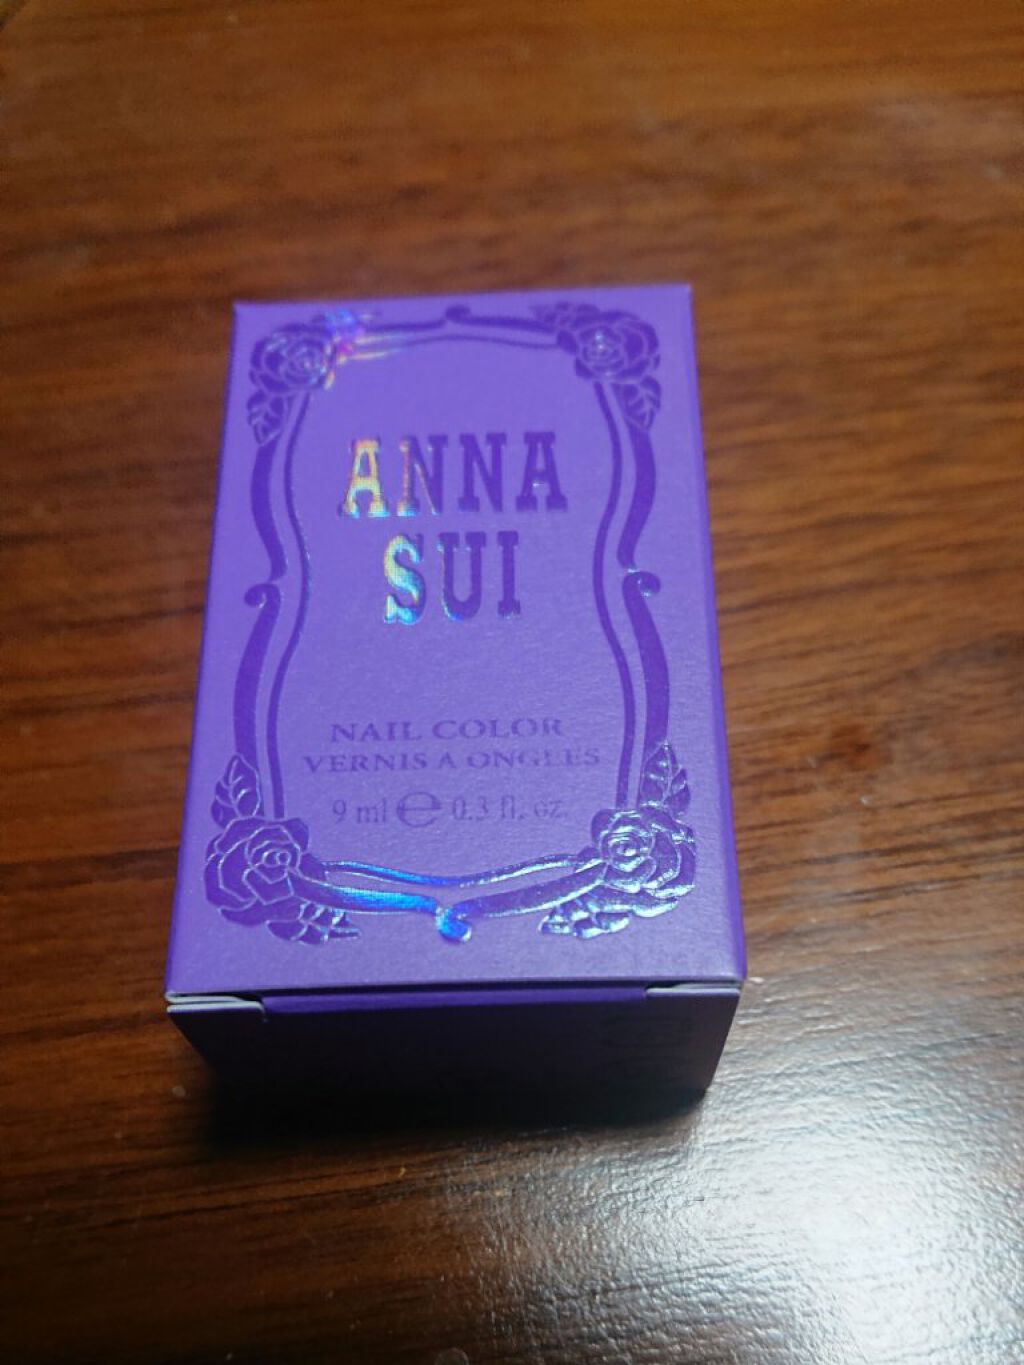 ANNA
SUI
NAIL COLOR
VERNIS A ONGLES
9 ml ℮ 0.3 fl. oz.